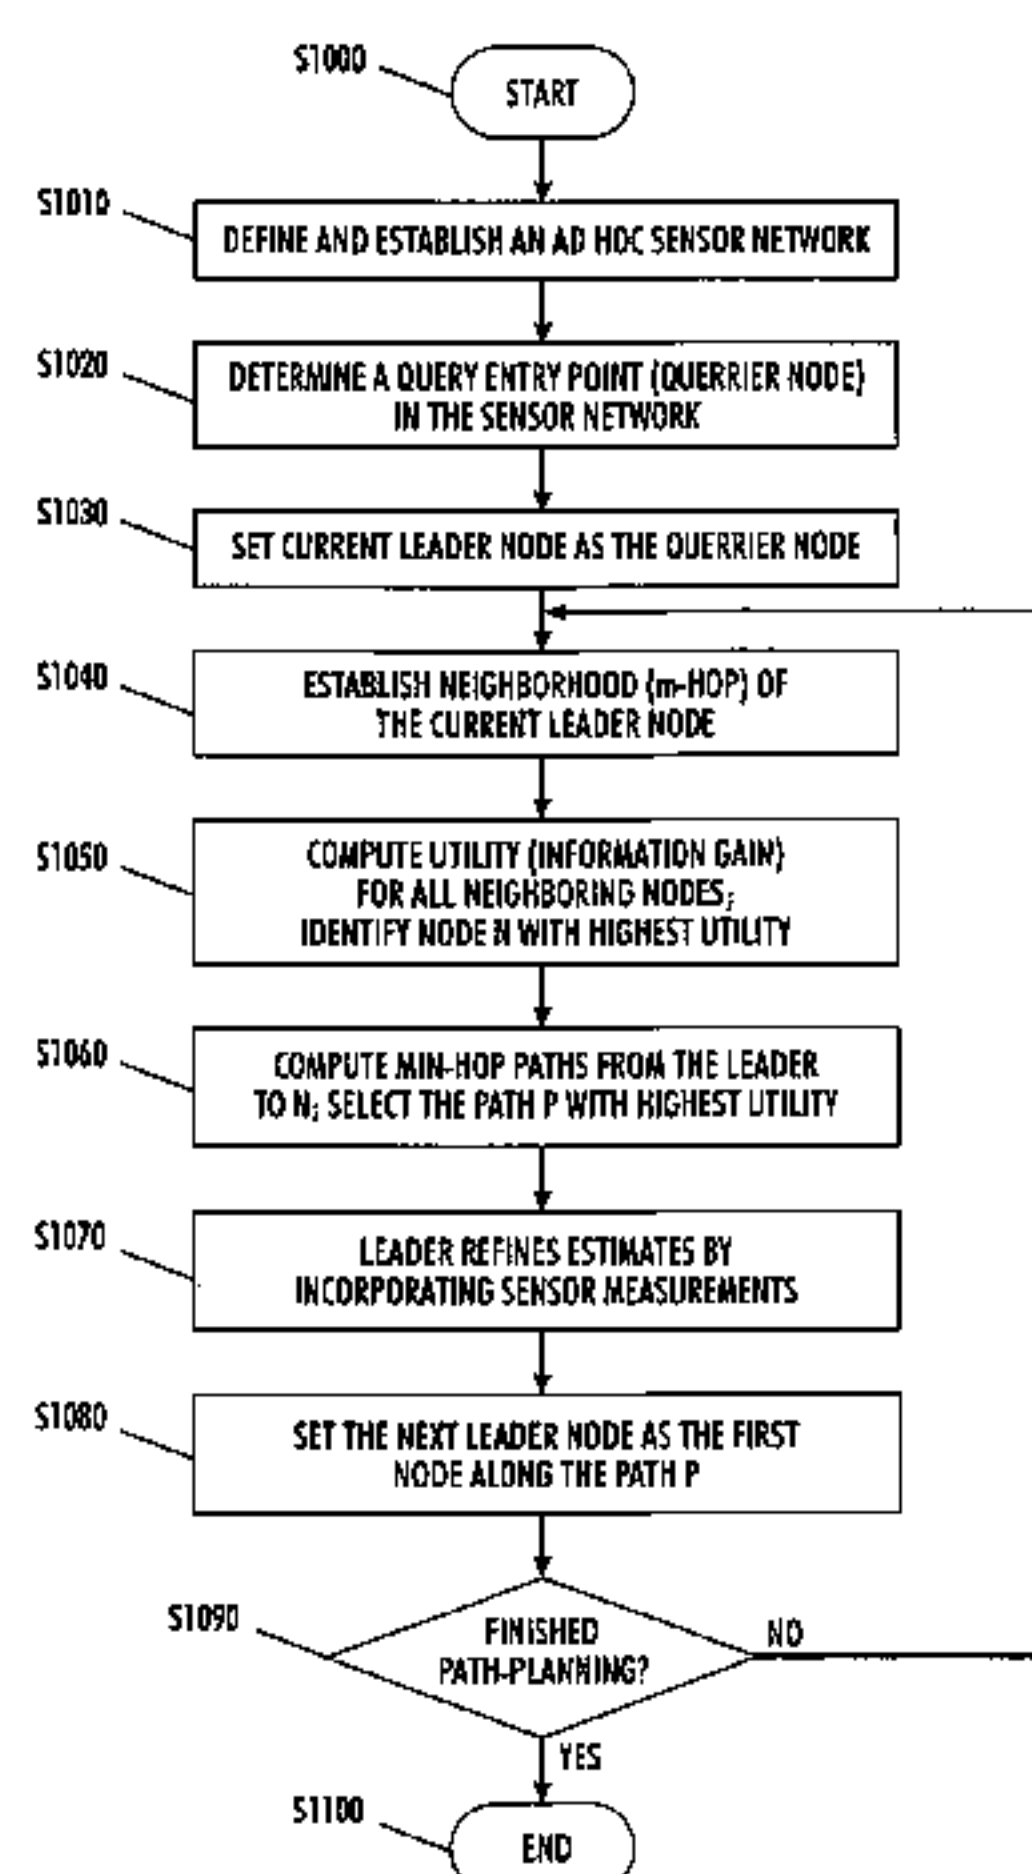 S1000
START
S1010
DEFINE AND ESTABLISH AN AD HOC SENSOR NETWORK
S1020
DETERMINE A QUERY ENTRY POINT (QUERRIER NODE)
IN THE SENSOR NETWORK
S1030
SET CURRENT LEADER NODE AS THE QUERRIER NODE
S1040
ESTABLISH NEIGHBORHOOD (m-HOP) OF
THE CURRENT LEADER NODE
S1050
COMPUTE UTILITY (INFORMATION GAIN)
FOR ALL NEIGHBORING NODES;
IDENTIFY NODE N WITH HIGHEST UTILITY
S1060
COMPUTE MIN-HOP PATHS FROM THE LEADER
TO N; SELECT THE PATH P WITH HIGHEST UTILITY
S1070
LEADER REFINES ESTIMATES BY
INCORPORATING SENSOR MEASUREMENTS
S1080
SET THE NEXT LEADER NODE AS THE FIRST
NODE ALONG THE PATH P
S1090
FINISHED
PATH-PLANNING?
NO
YES
S1100
END